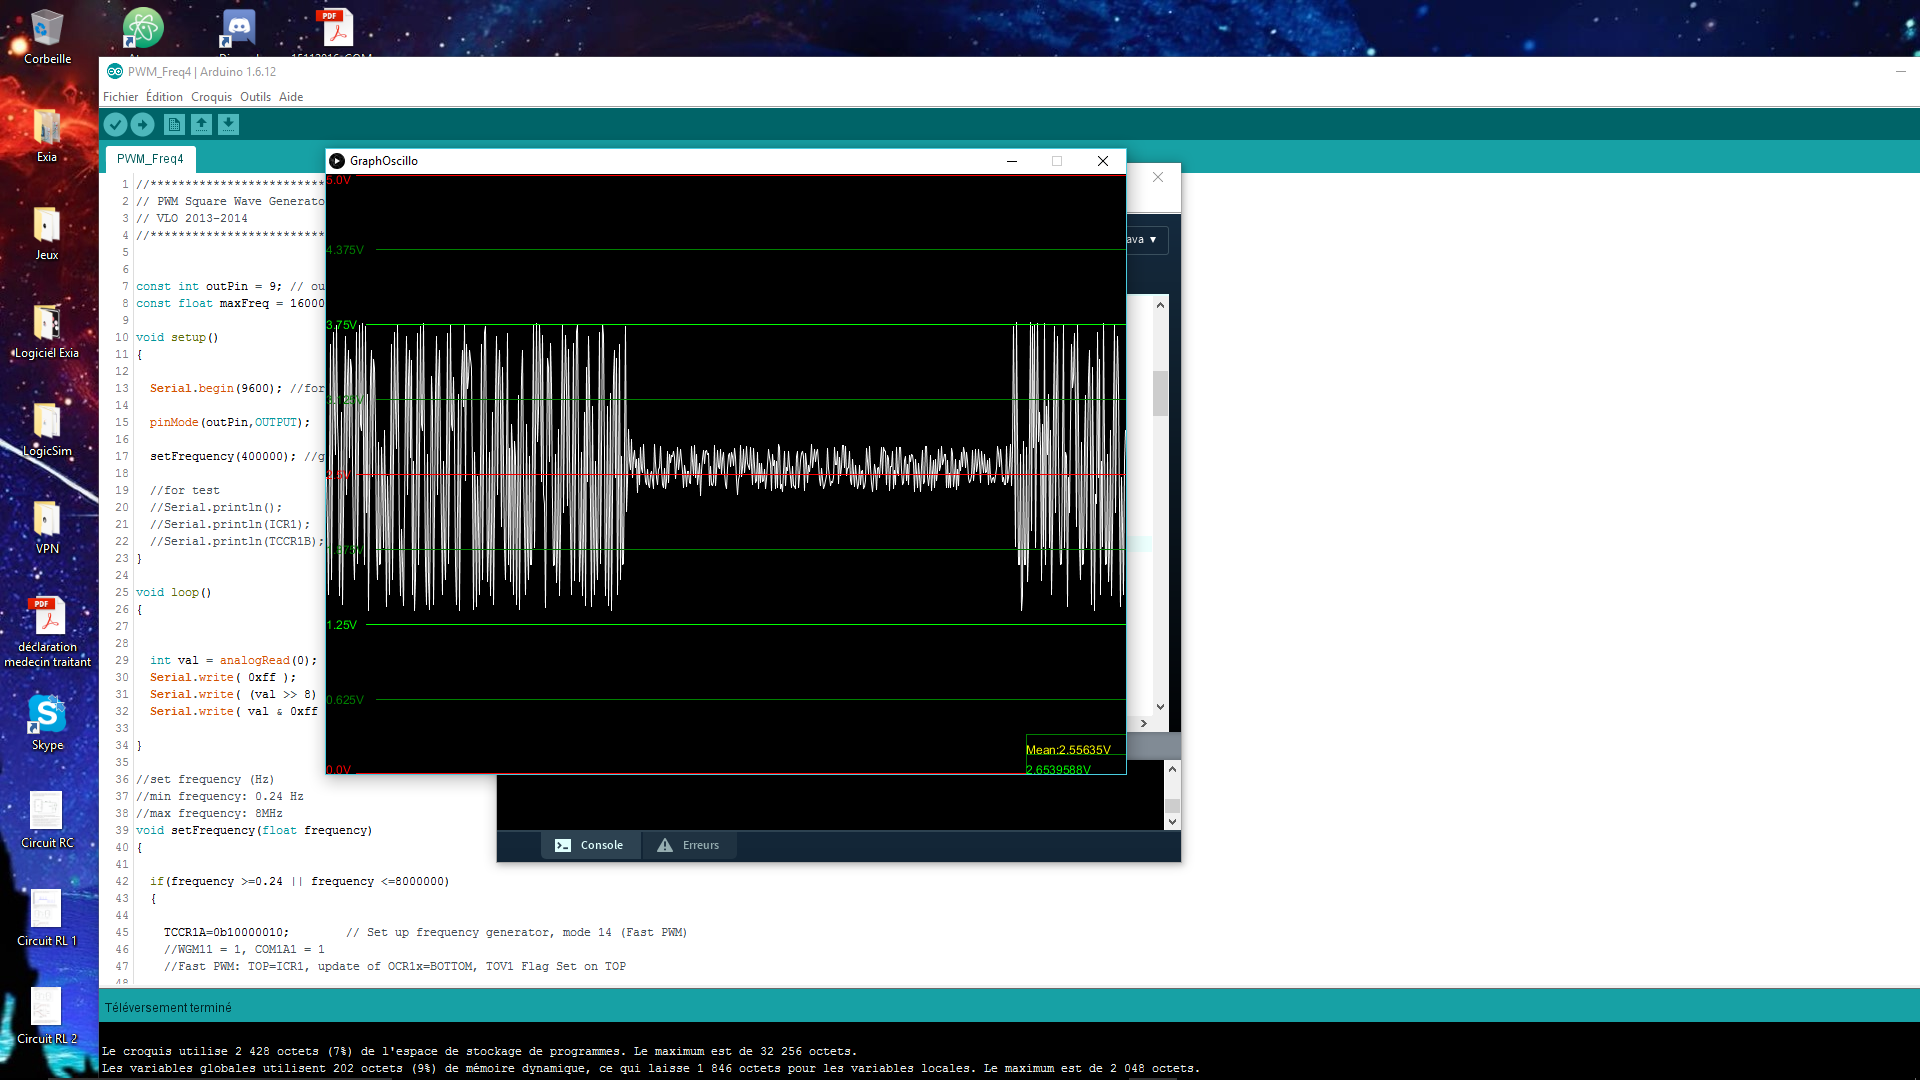 Corbeille
Exia
Jeux
Logiciel Exia
LogicSim
VPN
déclaration
medecin traitant
Skype
Circuit RC
Circuit RL 1
Circuit RL 2
PDF
PDF
PWM_Freq4 | Arduino 1.6.12
Fichier Édition Croquis Outils Aide
PWM_Freq4
1 //*************************
2 // PWM Square Wave Generato
3 // VLO 2013-2014
4 //*************************
5
6
7 const int outPin = 9; // ou
8 const float maxFreq = 16000
9
10 void setup()
11 {
12
13 Serial.begin(9600); //for
14
15 pinMode(outPin,OUTPUT);
16
17 setFrequency(400000); //g
18
19 //for test
20 //Serial.println();
21 //Serial.println(ICR1);
22 //Serial.println(TCCR1B);
23 }
24
25 void loop()
26 {
27
28
29 int val = analogRead(0);
30 Serial.write( 0xff );
31 Serial.write( (val >> 8)
32 Serial.write( val & 0xff
33
34 }
35
36 //set frequency (Hz)
37 //min frequency: 0.24 Hz
38 //max frequency: 8MHz
39 void setFrequency(float frequency)
40 {
41
42 if(frequency >=0.24 || frequency <=8000000)
43 {
44
45 TCCR1A=0b10000010; // Set up frequency generator, mode 14 (Fast PWM)
46 //WGM11 = 1, COM1A1 = 1
47 //Fast PWM: TOP=ICR1, update of OCR1x=BOTTOM, TOV1 Flag Set on TOP
48
GraphOscillo
5.0V
4.375V
3.75V
3.125V
2.5V
1.875V
1.25V
0.625V
0.0V
Mean:2.55635V
2.6539588V
ava ▼
Console
Erreurs
Téléversement terminé
Le croquis utilise 2 428 octets (7%) de l'espace de stockage de programmes. Le maximum est de 32 256 octets.
Les variables globales utilisent 202 octets (9%) de mémoire dynamique, ce qui laisse 1 846 octets pour les variables locales. Le maximum est de 2 048 octets.